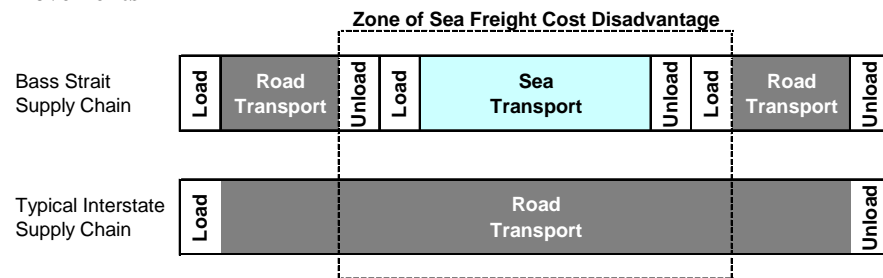 Zone of Sea Freight Cost Disadvantage
Bass Strait
Supply Chain
Load
Road
Transport
Unload
Load
Sea
Transport
Unload
Load
Road
Transport
Unload
Typical Interstate
Supply Chain
Load
Road
Transport
Unload